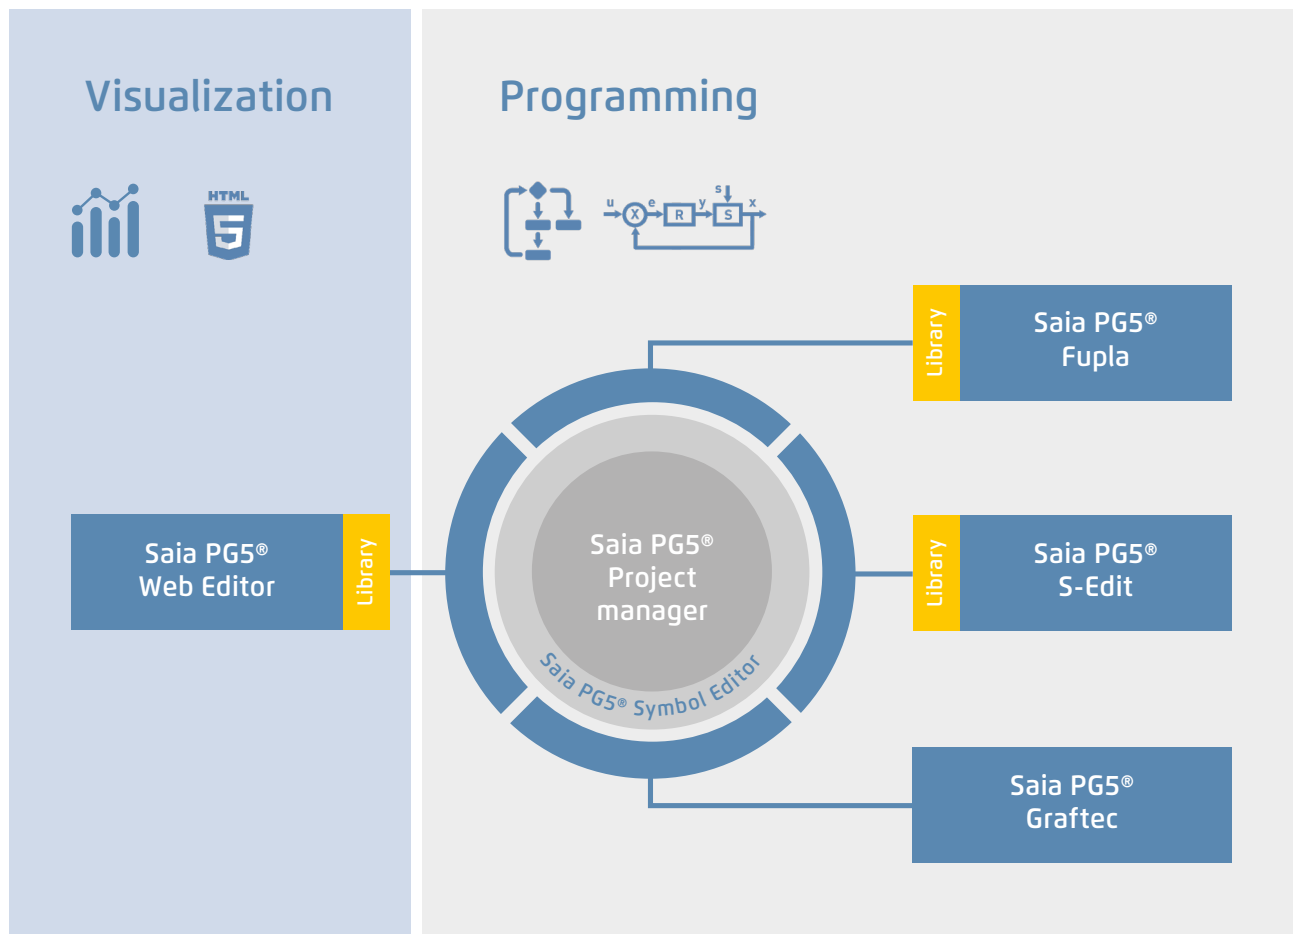 Visualization
HTML
5
Programming
u
X
e
R
y
s
S
x
Library
Saia PG5®
Fupla
Saia PG5®
Web Editor
Library
Saia PG5®
Project
manager
Saia PG5® Symbol Editor
Library
Saia PG5®
S-Edit
Saia PG5®
Graftec